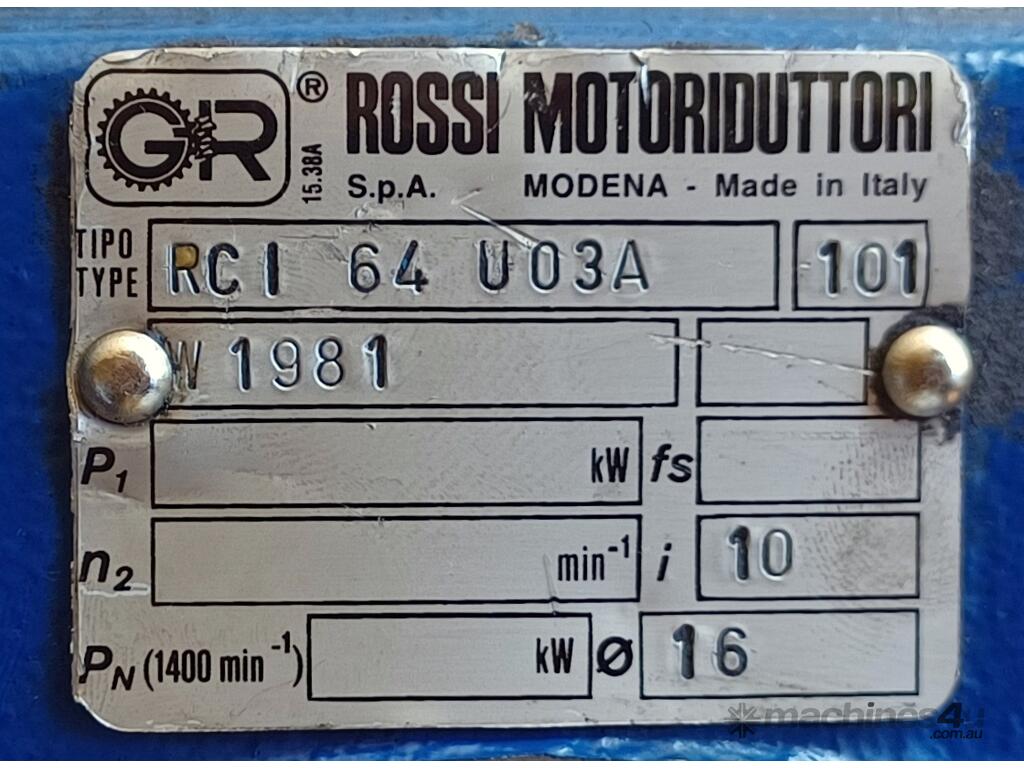 GR ® ROSSI MOTORIDUTTORI
15.38A S.p.A. MODENA - Made in Italy
TIPO
TYPE RCI 64 U03A 101
W 1981
P₁ kW fs
n₂ min⁻¹ i 10
Pₙ (1400 min⁻¹) kW Ø 16
machines4u
.com.au